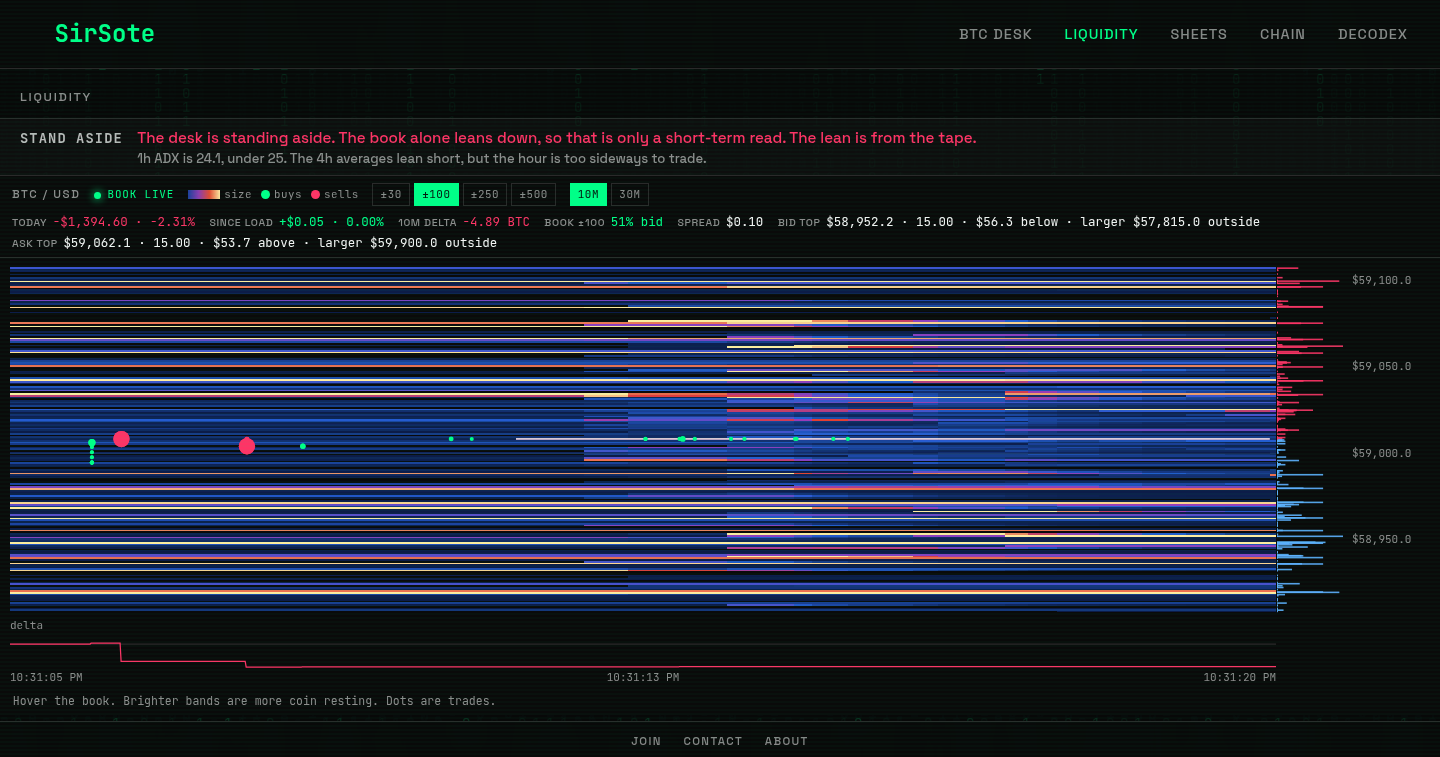 SirSote
BTC DESK LIQUIDITY SHEETS CHAIN DECODEX
LIQUIDITY
STAND ASIDE The desk is standing aside. The book alone leans down, so that is only a short-term read. The lean is from the tape.
1h ADX is 24.1, under 25. The 4h averages lean short, but the hour is too sideways to trade.
BTC / USD BOOK LIVE size buys sells ±30 ±100 ±250 ±500 10M 30M
TODAY -$1,394.60 · -2.31% SINCE LOAD +$0.05 · 0.00% 10M DELTA -4.89 BTC BOOK ±100 51% bid SPREAD $0.10 BID TOP $58,952.2 · 15.00 · $56.3 below · larger $57,815.0 outside
ASK TOP $59,062.1 · 15.00 · $53.7 above · larger $59,900.0 outside
$59,100.0
$59,050.0
$59,000.0
$58,950.0
delta
10:31:05 PM 10:31:13 PM 10:31:20 PM
Hover the book. Brighter bands are more coin resting. Dots are trades.
JOIN CONTACT ABOUT